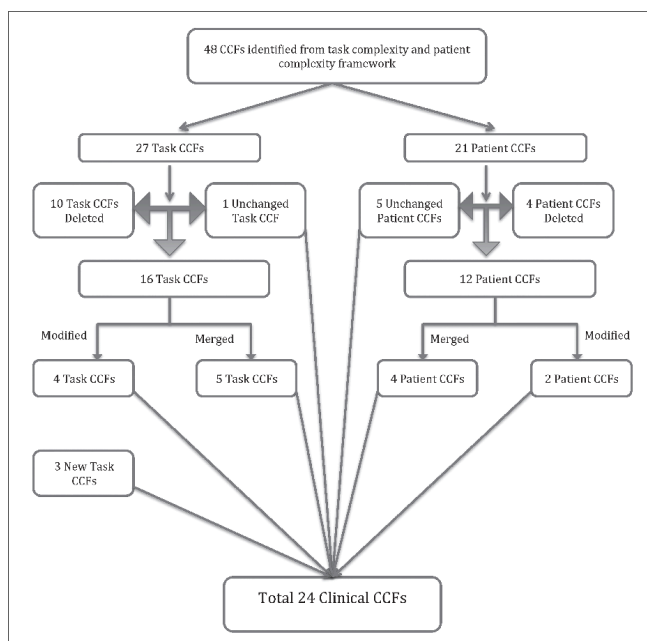 48 CCFs identified from task complexity and patient
complexity framework
27 Task CCFs
21 Patient CCFs
10 Task CCFs
Deleted
1 Unchanged
Task CCF
5 Unchanged
Patient CCFs
4 Patient CCFs
Deleted
16 Task CCFs
12 Patient CCFs
Modified
Merged
Merged
Modified
4 Task CCFs
5 Task CCFs
4 Patient CCFs
2 Patient CCFs
3 New Task
CCFs
Total 24 Clinical CCFs